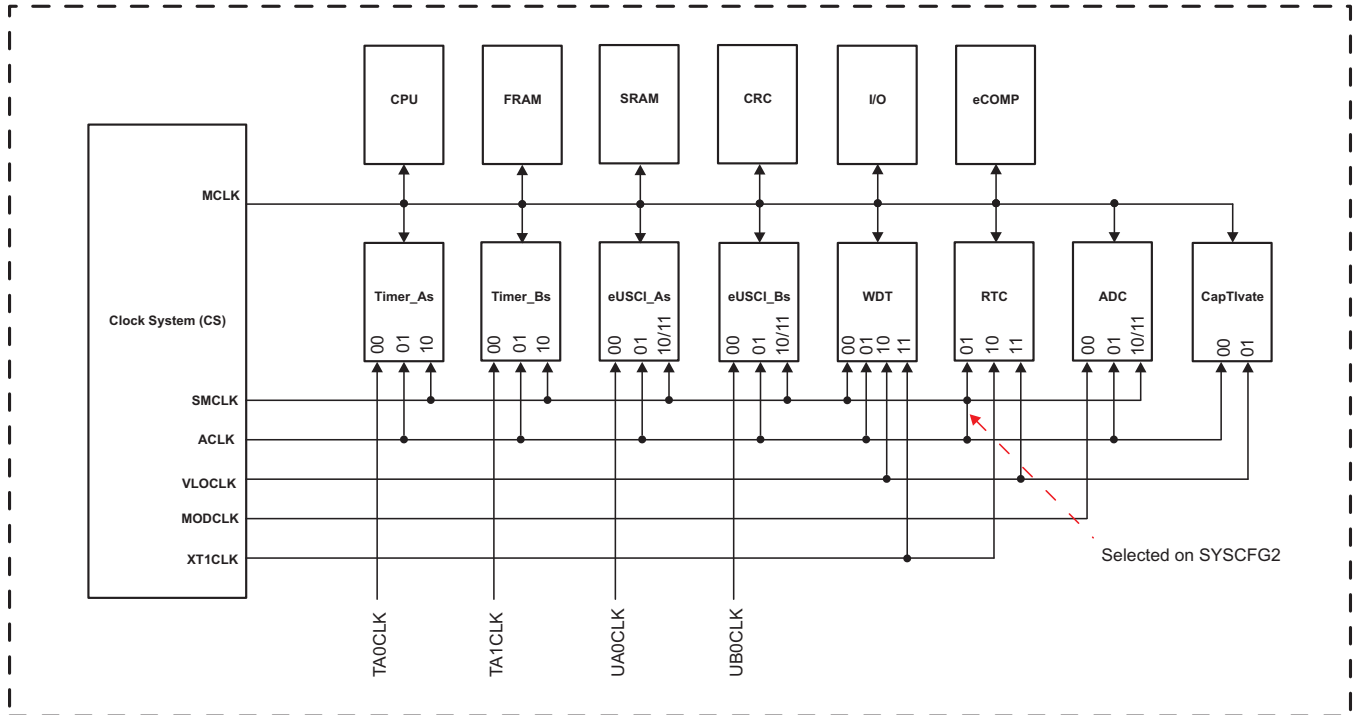 CPU
FRAM
SRAM
CRC
I/O
eCOMP
MCLK
Clock System (CS)
Timer_As
Timer_Bs
eUSCI_As
eUSCI_Bs
WDT
RTC
ADC
CapTIvate
00 01 10
00 01 10
00 01 10/11
00 01 10/11
00 01 10 11
01 10 11
00 01 10/11
00 01
SMCLK
ACLK
VLOCLK
MODCLK
XT1CLK
Selected on SYSCFG2
TA0CLK
TA1CLK
UA0CLK
UB0CLK